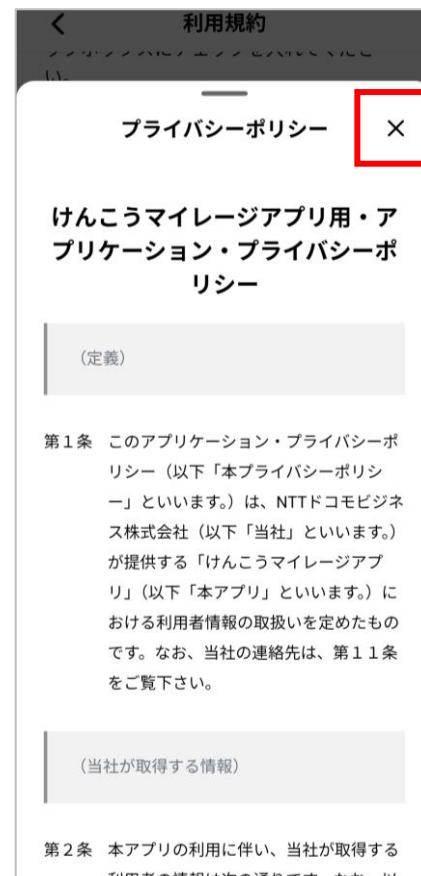 利用規約
い。
プライバシーポリシー
けんこうマイレージアプリ用・ア
プリケーション・プライバシーポ
リシー
（定義）
第１条 このアプリケーション・プライバシーポ
リシー（以下「本プライバシーポリシ
ー」といいます。）は、NTTドコモビジネ
ス株式会社（以下「当社」といいます。）
が提供する「けんこうマイレージアプ
リ」（以下「本アプリ」といいます。）に
おける利用者情報の取扱いを定めたもの
です。なお、当社の連絡先は、第１１条
をご覧下さい。
（当社が取得する情報）
第２条 本アプリの利用に伴い、当社が取得する